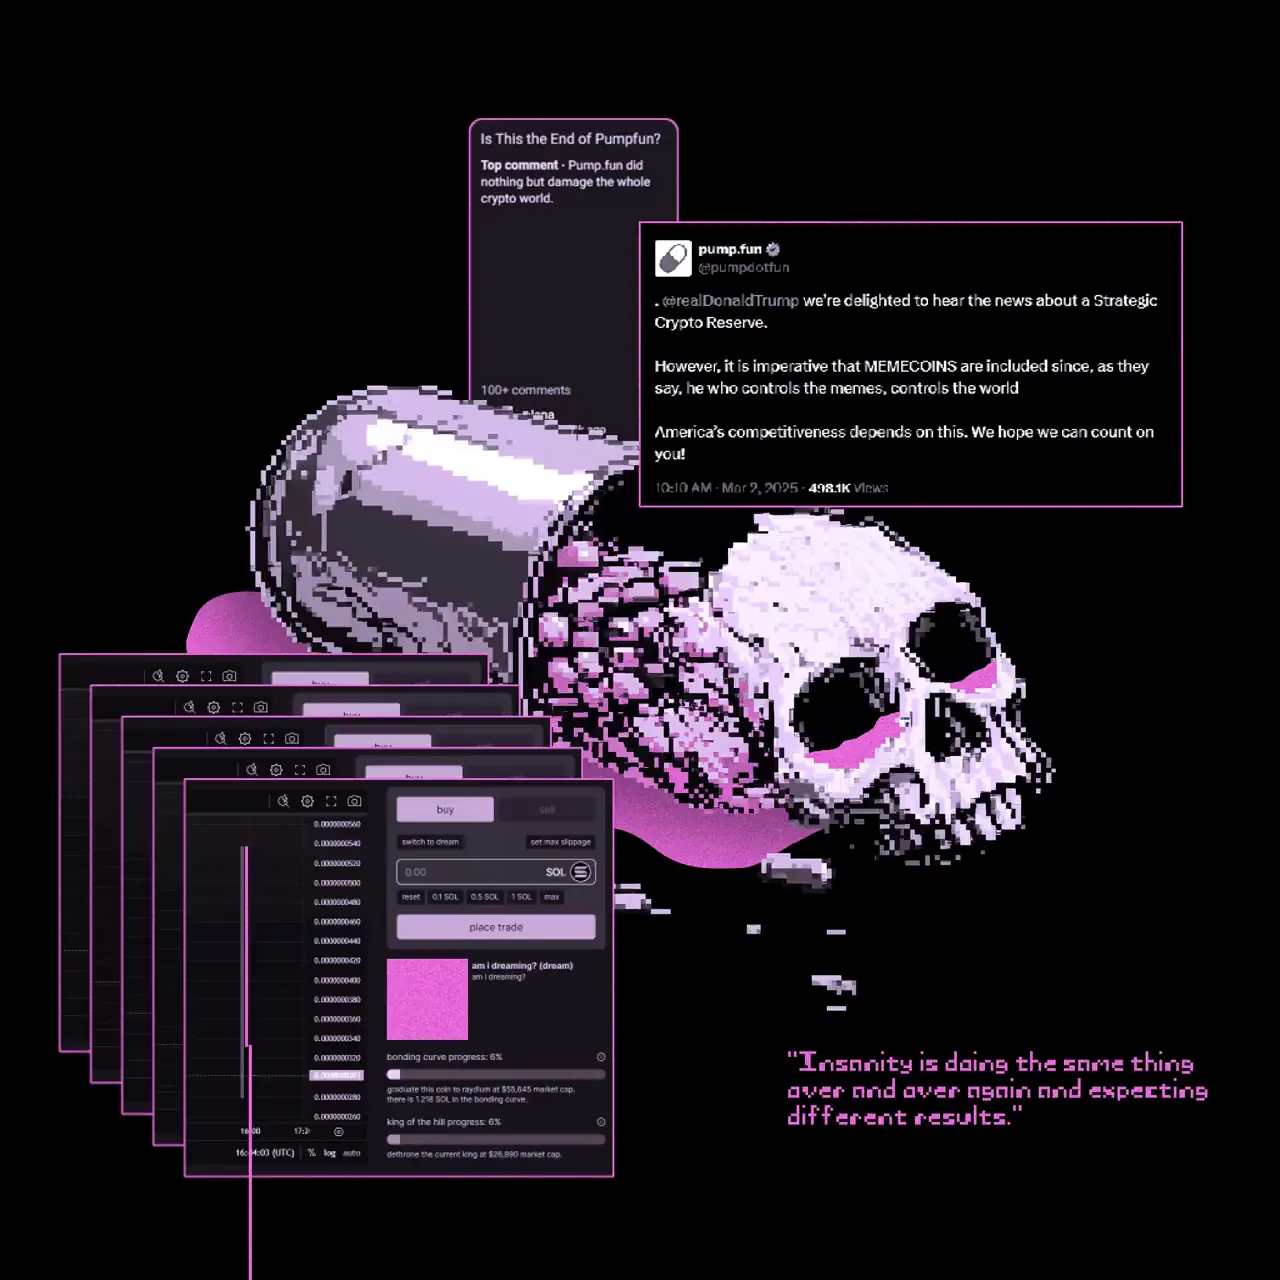 Is This the End of Pumpfun?
Top comment · Pump.fun did
nothing but damage the whole
crypto world.
100+ comments
pump.fun
@pumpdotfun
. @realDonaldTrump we're delighted to hear the news about a Strategic
Crypto Reserve.
However, it is imperative that MEMECOINS are included since, as they
say, he who controls the memes, controls the world
America's competitiveness depends on this. We hope we can count on
you!
10:10 AM · Mar 2, 2025 · 498.1K Views
buy
buy
buy
buy
buy sell
switch to dream set max slippage
0.00 SOL
reset 0.1 SOL 0.5 SOL 1 SOL max
place trade
0.0000000560
0.0000000540
0.0000000520
0.0000000500
0.0000000480
0.0000000460
0.0000000440
0.0000000420
0.0000000400
0.0000000380
0.0000000360
0.0000000340
0.0000000320
0.0000000280
0.0000000260
(UTC) % log auto
am i dreaming? (dream)
am i dreaming?
bonding curve progress: 6%
graduate this coin to raydium at $55,645 market cap.
there is 1.218 SOL in the bonding curve.
king of the hill progress: 6%
dethrone the current king at $26,890 market cap.
"Insanity is doing the same thing
over and over again and expecting
different results."